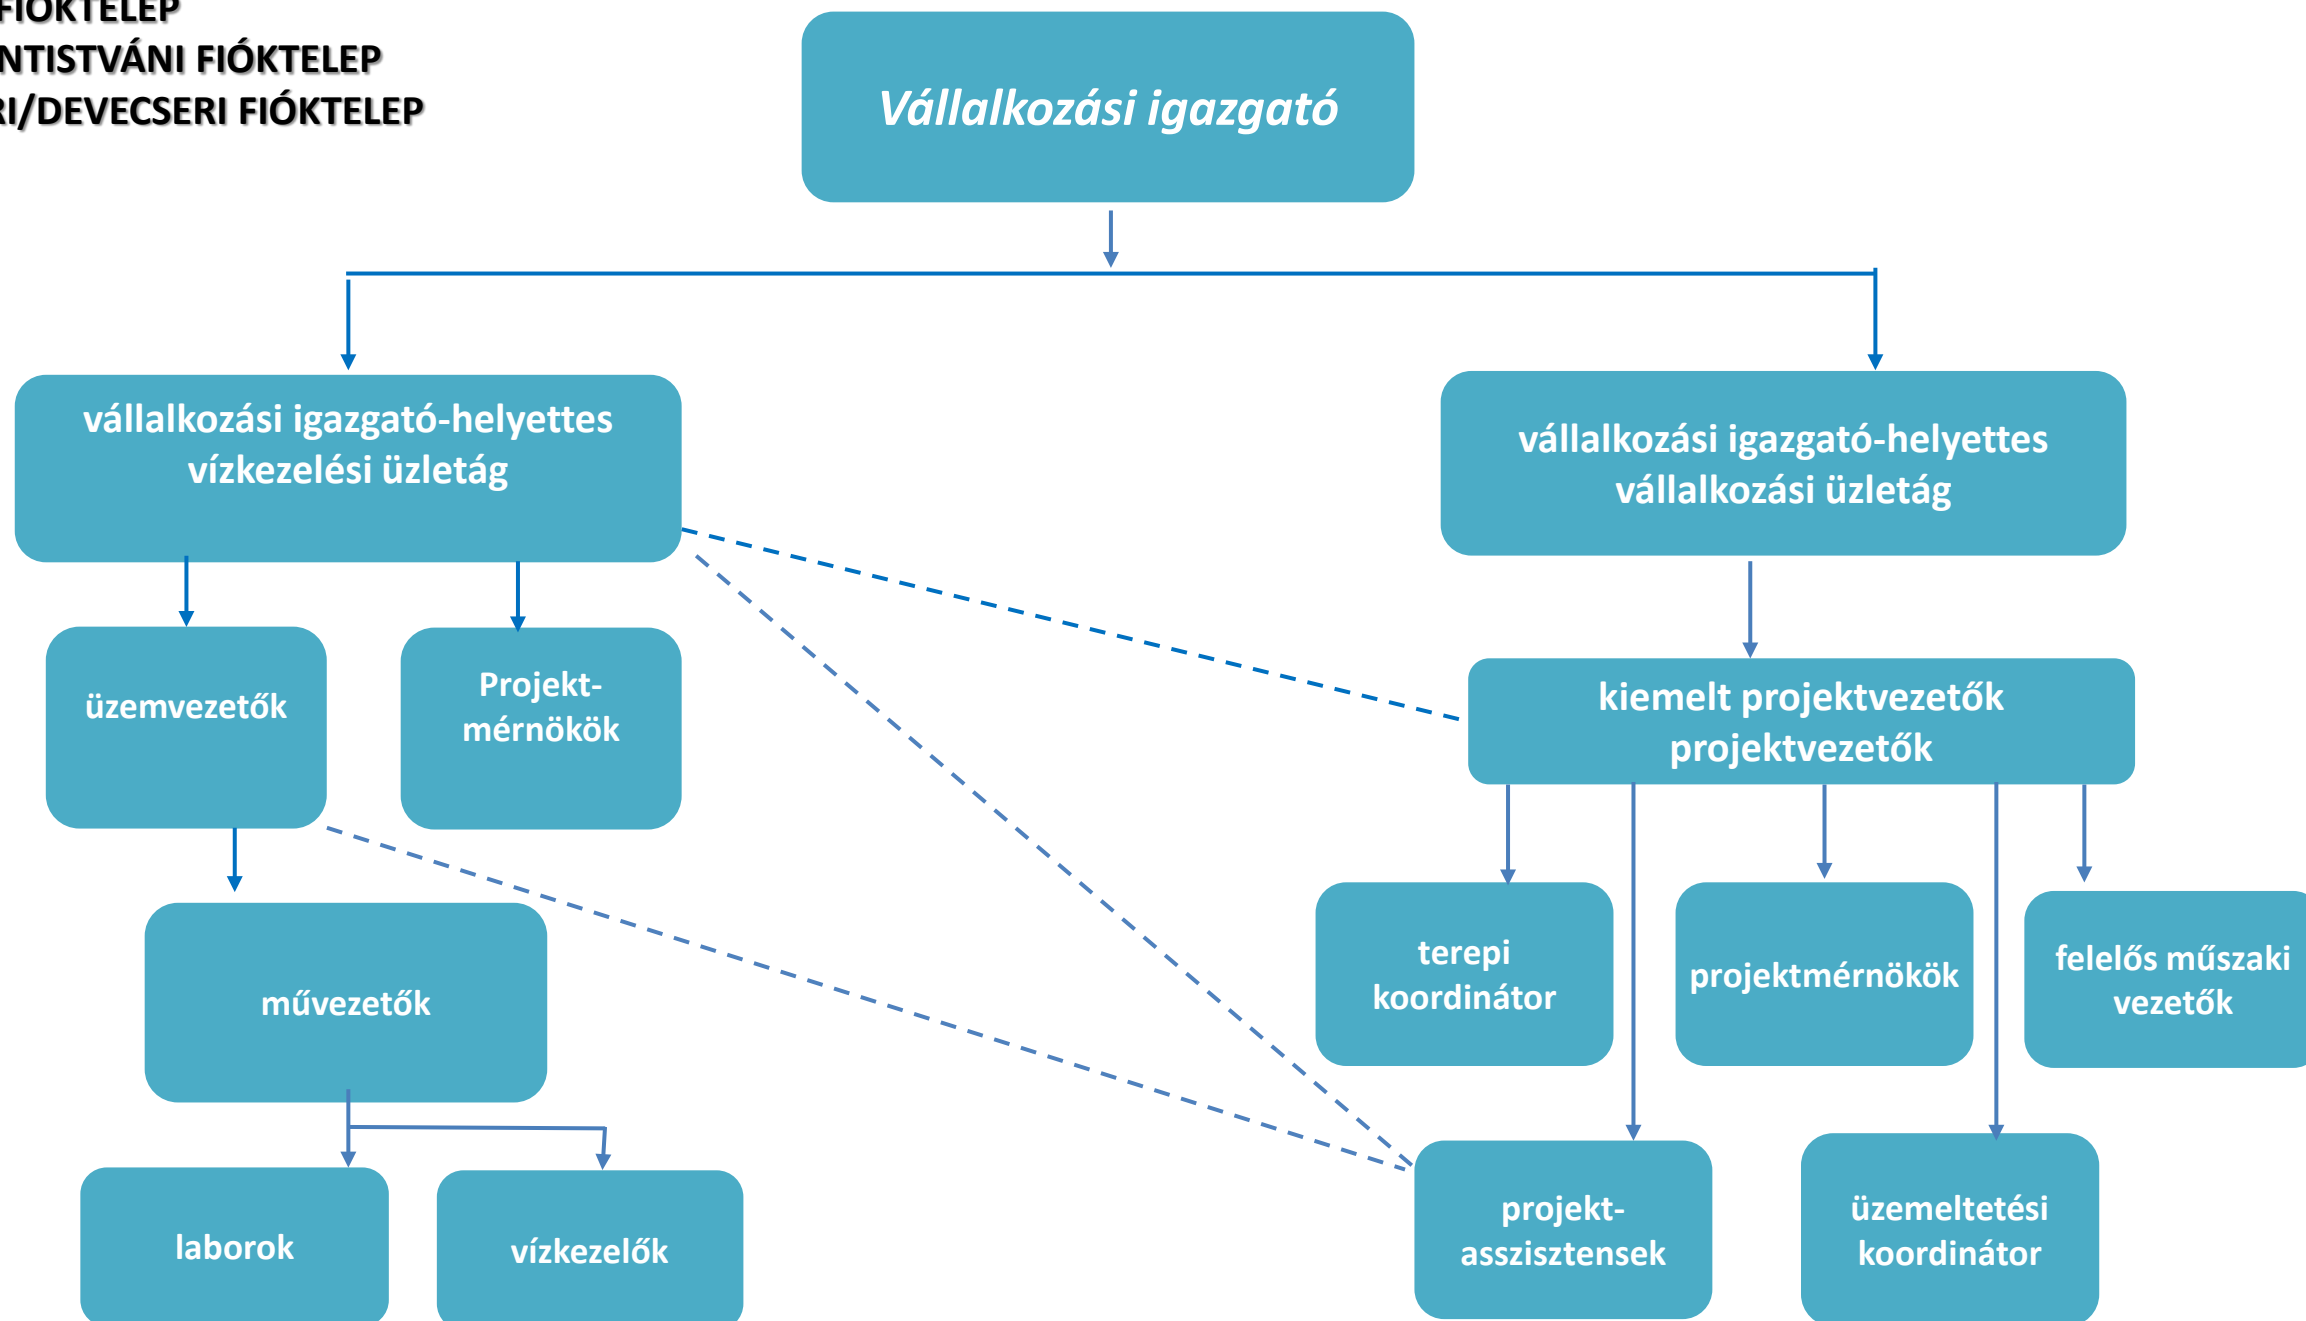 FIÓKTELEP
NTISTVÁNI FIÓKTELEP
RI/DEVECSERI FIÓKTELEP
Vállalkozási igazgató
vállalkozási igazgató-helyettes
vízkezelési üzletág
vállalkozási igazgató-helyettes
vállalkozási üzletág
üzemvezetők
Projekt-
mérnökök
kiemelt projektvezetők
projektvezetők
művezetők
terepi
koordinátor
projektmérnökök
felelős műszaki
vezetők
laborok
vízkezelők
projekt-
asszisztensek
üzemeltetési
koordinátor